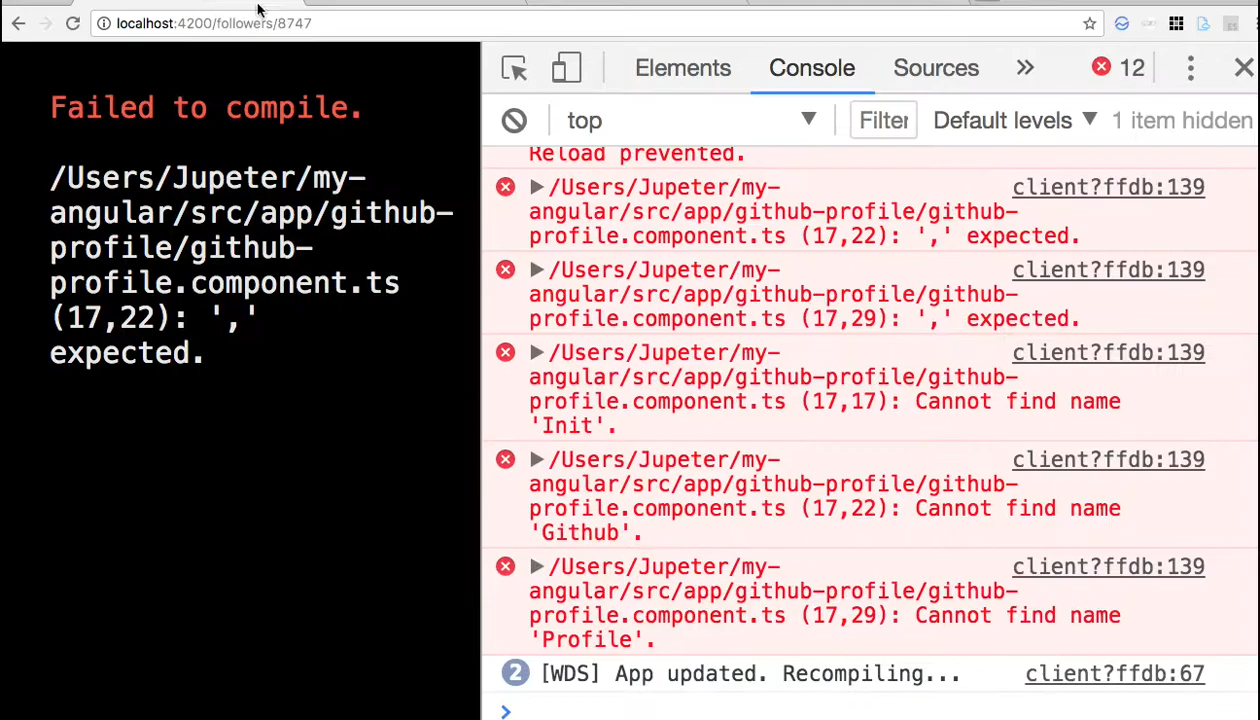 localhost:4200/followers/8747
Failed to compile.
/Users/Jupeter/my-
angular/src/app/github-
profile/github-
profile.component.ts
(17,22): ','
expected.
Elements Console Sources » 12
top Filter Default levels 1 item hidden
Reload prevented.
/Users/Jupeter/my- client?ffdb:139
angular/src/app/github-profile/github-
profile.component.ts (17,22): ',' expected.
/Users/Jupeter/my- client?ffdb:139
angular/src/app/github-profile/github-
profile.component.ts (17,29): ',' expected.
/Users/Jupeter/my- client?ffdb:139
angular/src/app/github-profile/github-
profile.component.ts (17,17): Cannot find name
'Init'.
/Users/Jupeter/my- client?ffdb:139
angular/src/app/github-profile/github-
profile.component.ts (17,22): Cannot find name
'Github'.
/Users/Jupeter/my- client?ffdb:139
angular/src/app/github-profile/github-
profile.component.ts (17,29): Cannot find name
'Profile'.
2 [WDS] App updated. Recompiling... client?ffdb:67